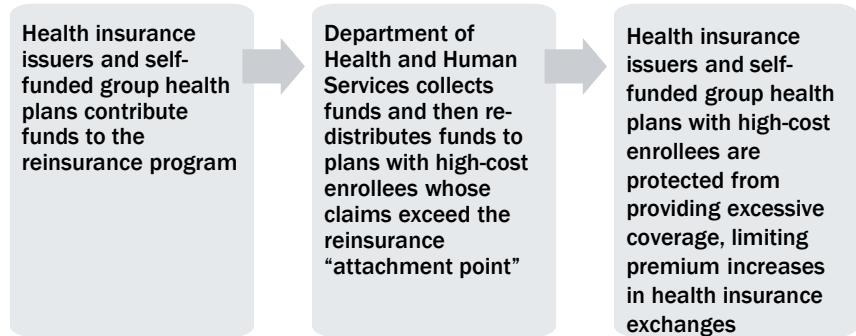 Health insurance
issuers and self-
funded group health
plans contribute
funds to the
reinsurance program
Department of
Health and Human
Services collects
funds and then re-
distributes funds to
plans with high-cost
enrollees whose
claims exceed the
reinsurance
“attachment point”
Health insurance
issuers and self-
funded group health
plans with high-cost
enrollees are
protected from
providing excessive
coverage, limiting
premium increases
in health insurance
exchanges